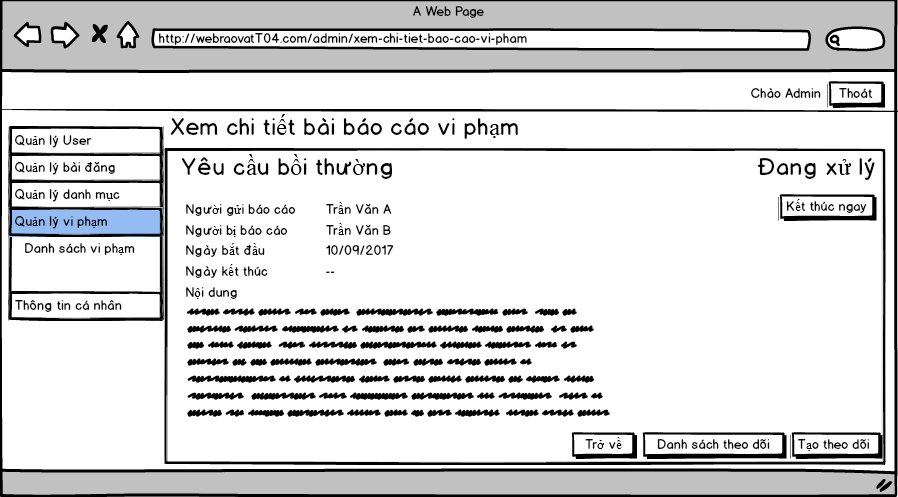 A Web Page
http://webraovatT04.com/admin/xem-chi-tiet-bao-cao-vi-pham
Chào Admin
Thoát
Quản lý User
Quản lý bài đăng
Quản lý danh mục
Quản lý vi phạm
Danh sách vi phạm
Thông tin cá nhân
Xem chi tiết bài báo cáo vi phạm
Yêu cầu bồi thường
Đang xử lý
Kết thúc ngay
Người gửi báo cáo Trần Văn A
Người bị báo cáo Trần Văn B
Ngày bắt đầu 10/09/2017
Ngày kết thúc --
Nội dung
Trở về
Danh sách theo dõi
Tạo theo dõi